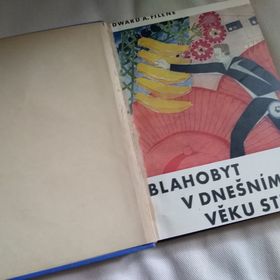 DWARD A. FILENE
BLAHOBYT
V DNEŠNÍM
VĚKU ST